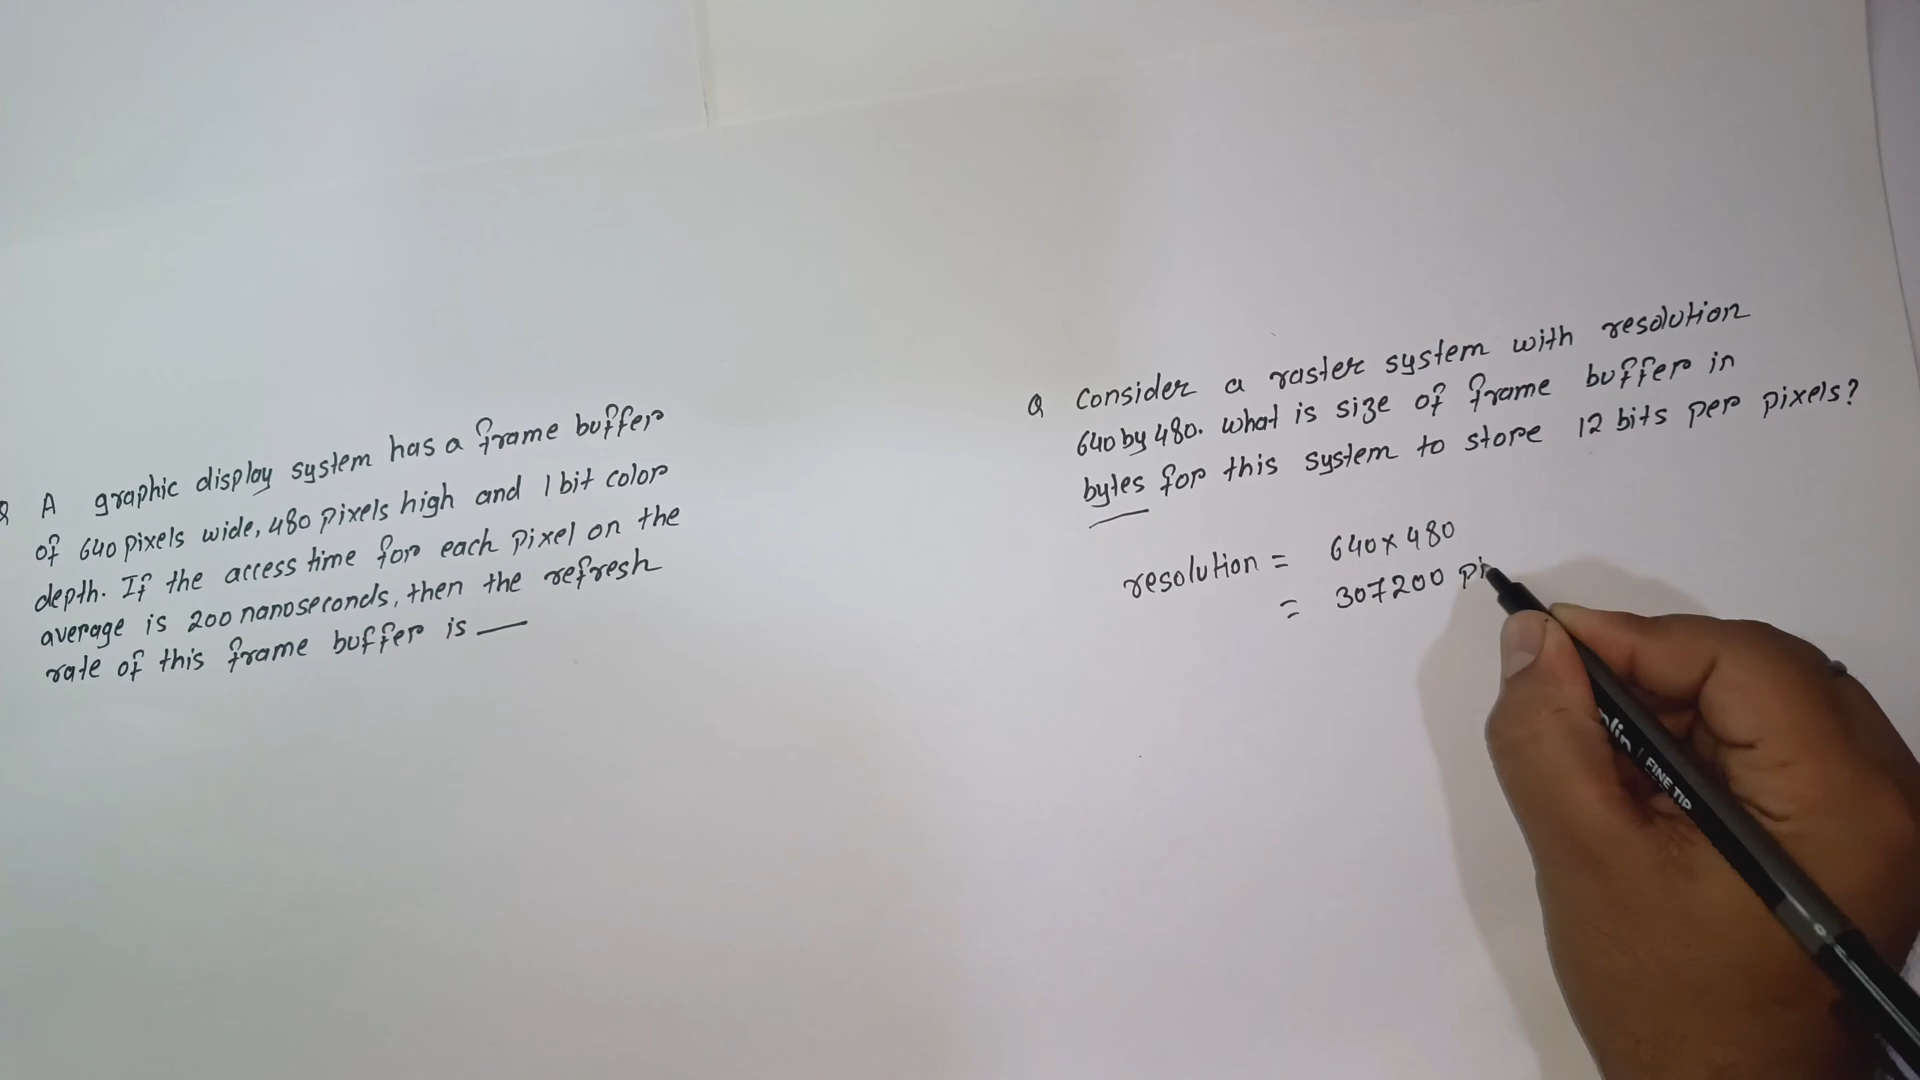 A graphic display system has a frame buffer
of 640 pixels wide, 480 pixels high and 1 bit color
depth. If the access time for each pixel on the
average is 200 nanoseconds, then the refresh
rate of this frame buffer is —
Q Consider a raster system with resolution
640 by 480. What is size of frame buffer in
bytes for this system to store 12 bits per pixels?
resolution = 640 x 480
= 307200 pi
FINE TIP